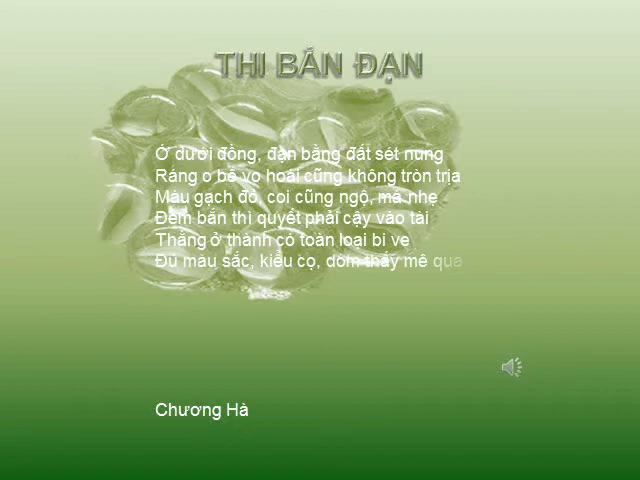 THI BẮN ĐẠN
Ở dưới đồng, đạn bằng đất sét nung
Ráng o bế vo hoài cũng không tròn trịa
Màu gạch đỏ, coi cũng ngộ, mà nhẹ
Đem bắn thì quyết phải cậy vào tài
Thằng ở thành có toàn loại bi ve
Đủ màu sắc, kiểu cọ, dòm thấy mê qua
Chương Hà